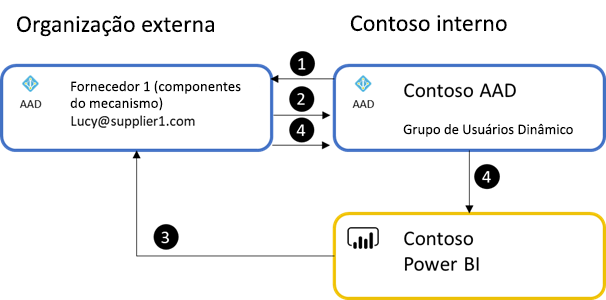 Organização externa
Contoso interno
AAD
Fornecedor 1 (componentes
do mecanismo)
Lucy@supplier1.com
1
2
4
AAD
Contoso AAD
Grupo de Usuários Dinâmico
4
3
Contoso
Power BI